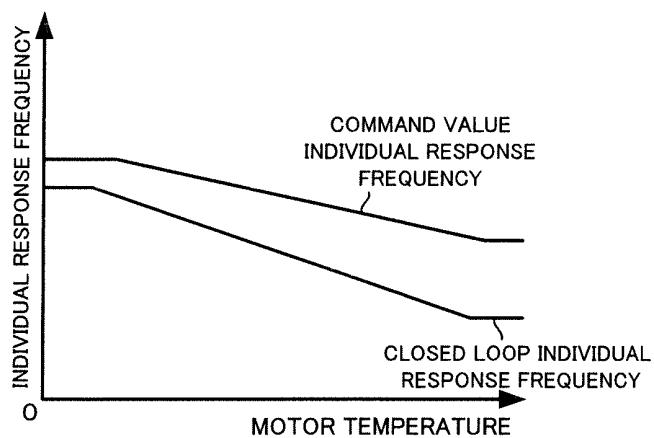 INDIVIDUAL RESPONSE FREQUENCY
COMMAND VALUE
INDIVIDUAL RESPONSE
FREQUENCY
CLOSED LOOP INDIVIDUAL
RESPONSE FREQUENCY
O
MOTOR TEMPERATURE